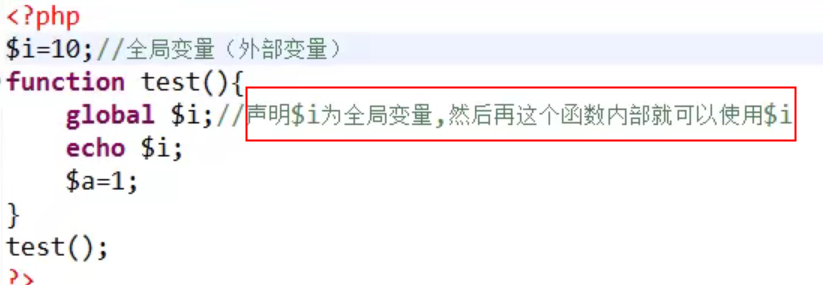 <?php
$i=10;//全局变量（外部变量）
function test(){
    global $i;//声明$i为全局变量,然后再这个函数内部就可以使用$i
    echo $i;
    $a=1;
}
test();
?>